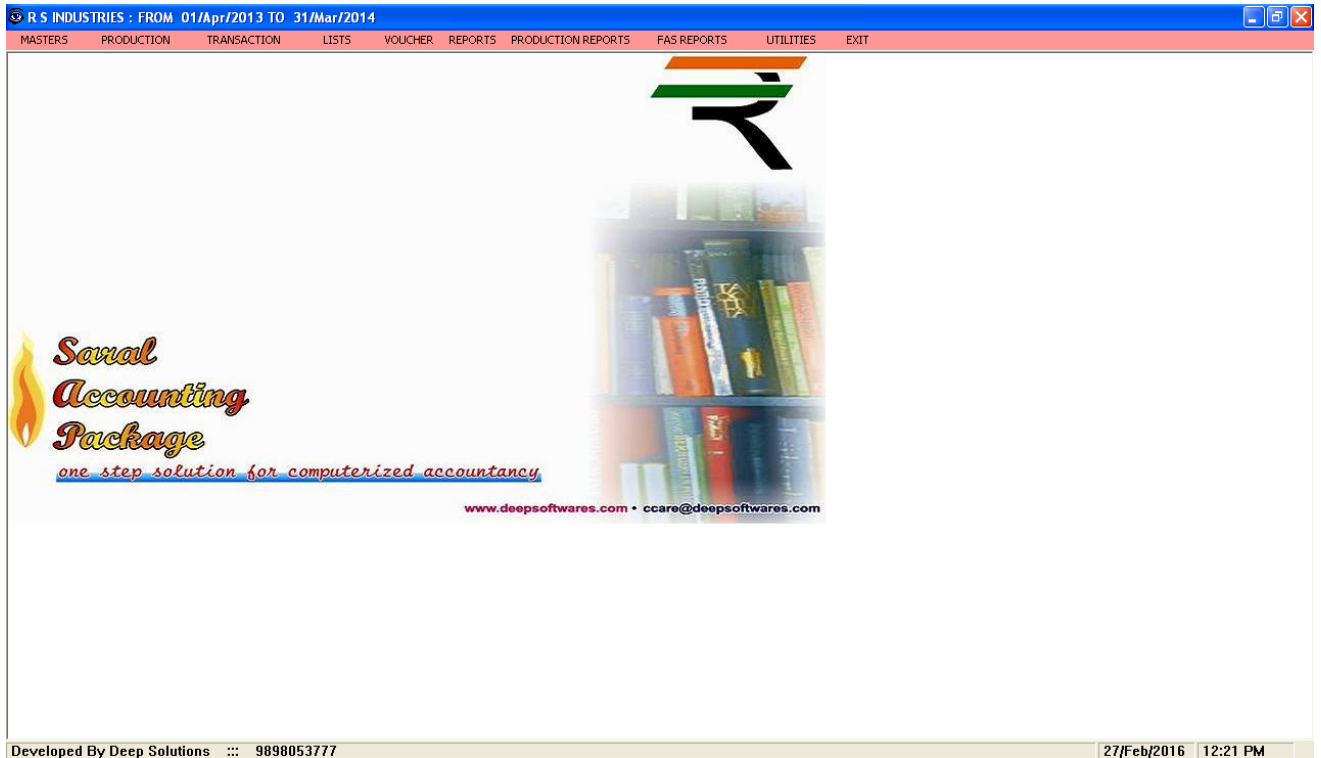 R S INDUSTRIES : FROM 01/Apr/2013 TO 31/Mar/2014
MASTERS PRODUCTION TRANSACTION LISTS VOUCHER REPORTS PRODUCTION REPORTS FAS REPORTS UTILITIES EXIT
Saral
Accounting
Package
one step solution for computerized accountancy
www.deepsoftwares.com • ccare@deepsoftwares.com
Developed By Deep Solutions ::: 9898053777 27/Feb/2016 12:21 PM